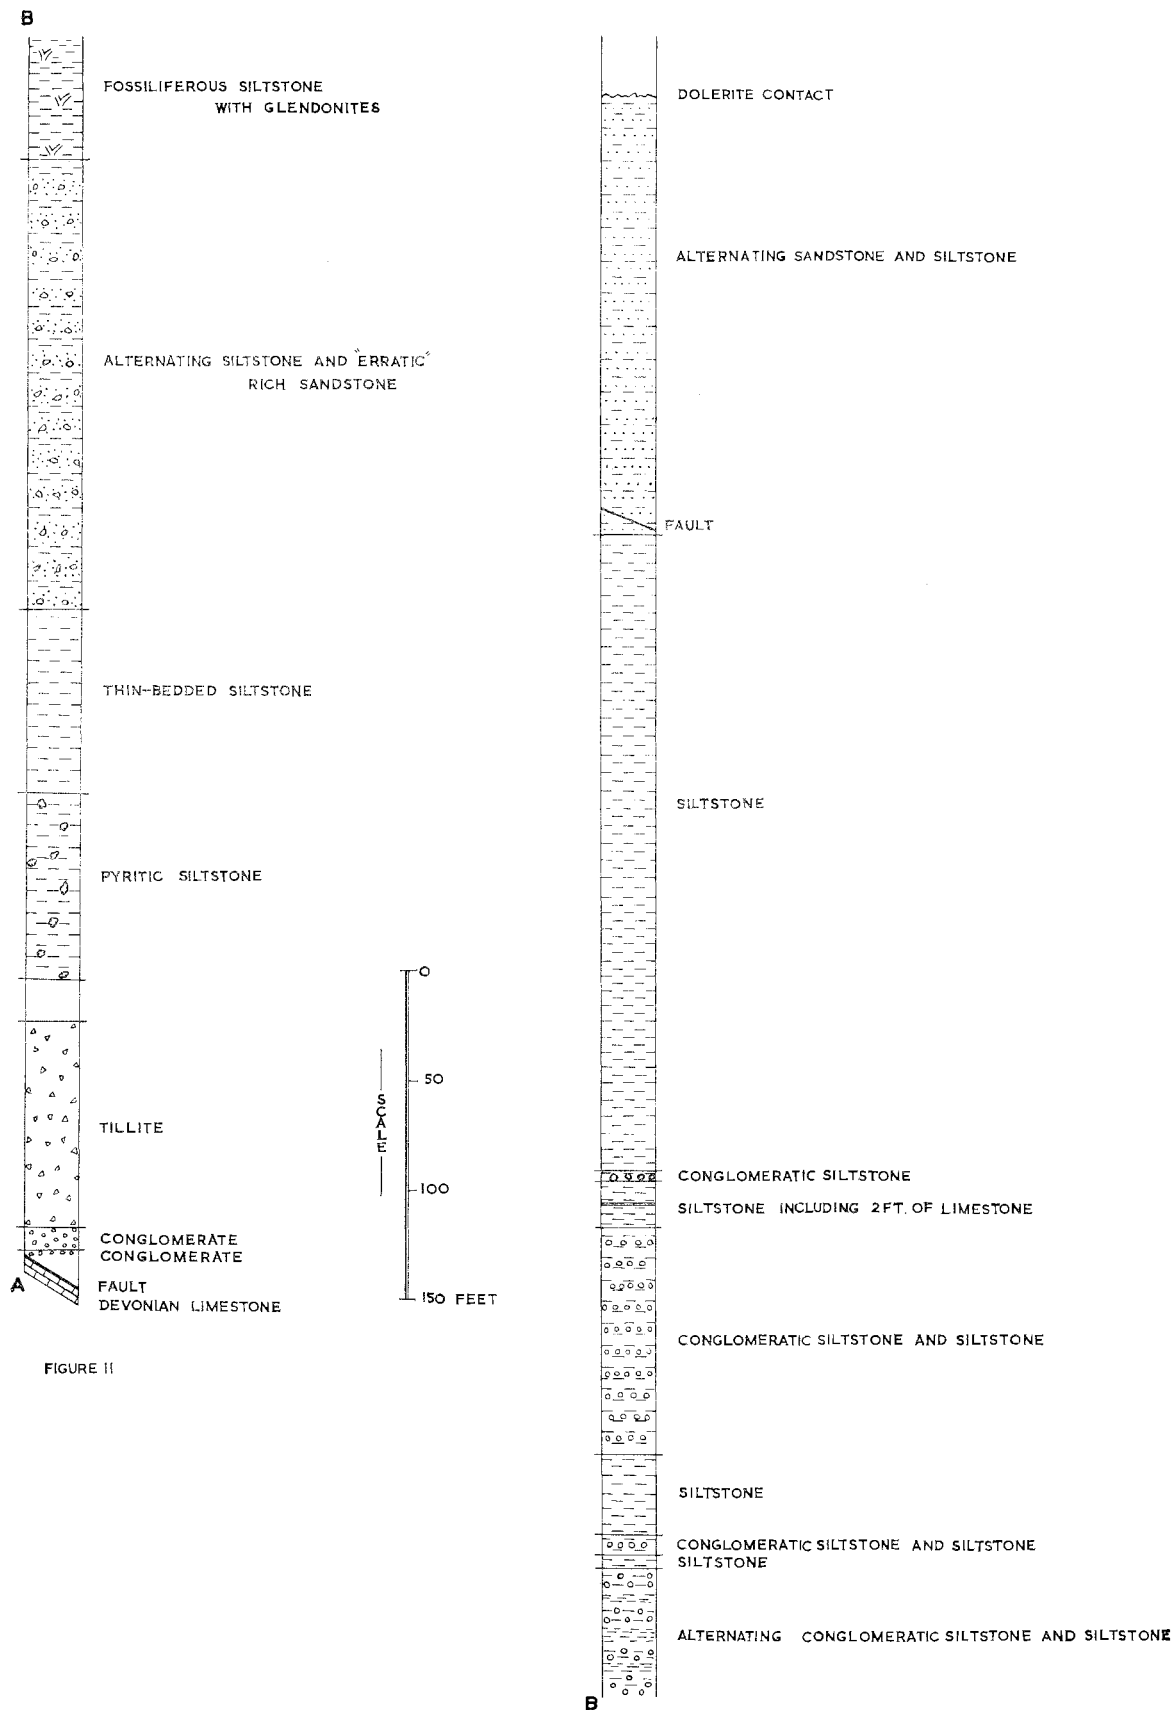 B
FOSSILIFEROUS SILTSTONE
WITH GLENDONITES
ALTERNATING SILTSTONE AND "ERRATIC"
RICH SANDSTONE
THIN-BEDDED SILTSTONE
PYRITIC SILTSTONE
TILLITE
CONGLOMERATE
CONGLOMERATE
A
FAULT
DEVONIAN LIMESTONE
FIGURE II
SCALE
0
50
100
150 FEET
DOLERITE CONTACT
ALTERNATING SANDSTONE AND SILTSTONE
FAULT
SILTSTONE
CONGLOMERATIC SILTSTONE
SILTSTONE INCLUDING 2FT. OF LIMESTONE
CONGLOMERATIC SILTSTONE AND SILTSTONE
SILTSTONE
CONGLOMERATIC SILTSTONE AND SILTSTONE
SILTSTONE
ALTERNATING CONGLOMERATIC SILTSTONE AND SILTSTONE
B